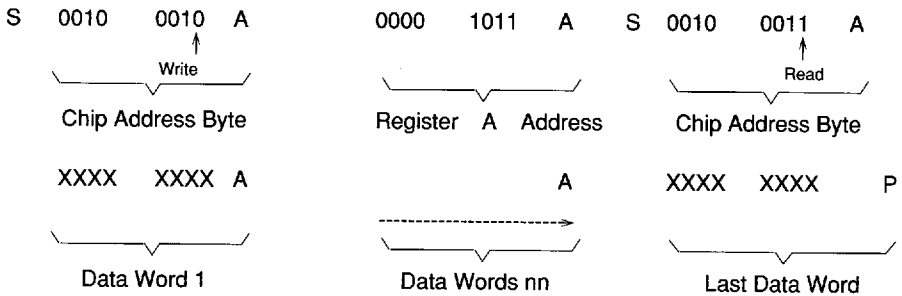 S 0010 0010 A 0000 1011 A S 0010 0011 A
Write Read
Chip Address Byte Register A Address Chip Address Byte
XXXX XXXX A A XXXX XXXX P
Data Word 1 Data Words nn Last Data Word